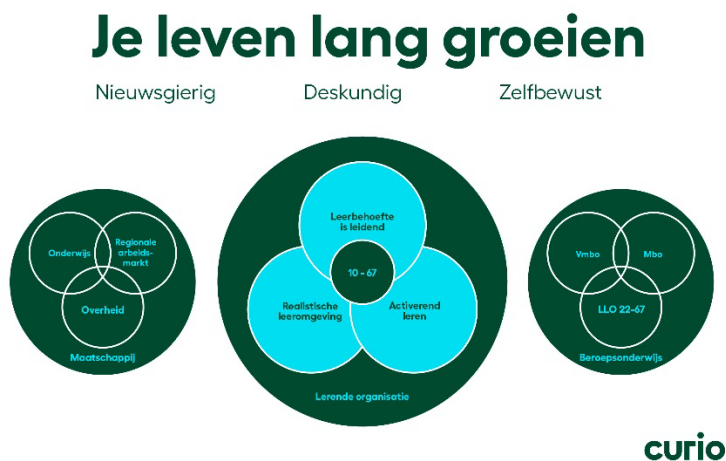 Je leven lang groeien
Nieuwsgierig
Deskundig
Zelfbewust
Onderwijs
Regionale
arbeids-
markt
Overheid
Maatschappij
Leerbehoefte
is leidend
10 - 67
Realistische
leeromgeving
Activerend
leren
Lerende organisatie
Vmbo
Mbo
LLO 22-67
Beroepsonderwijs
curio